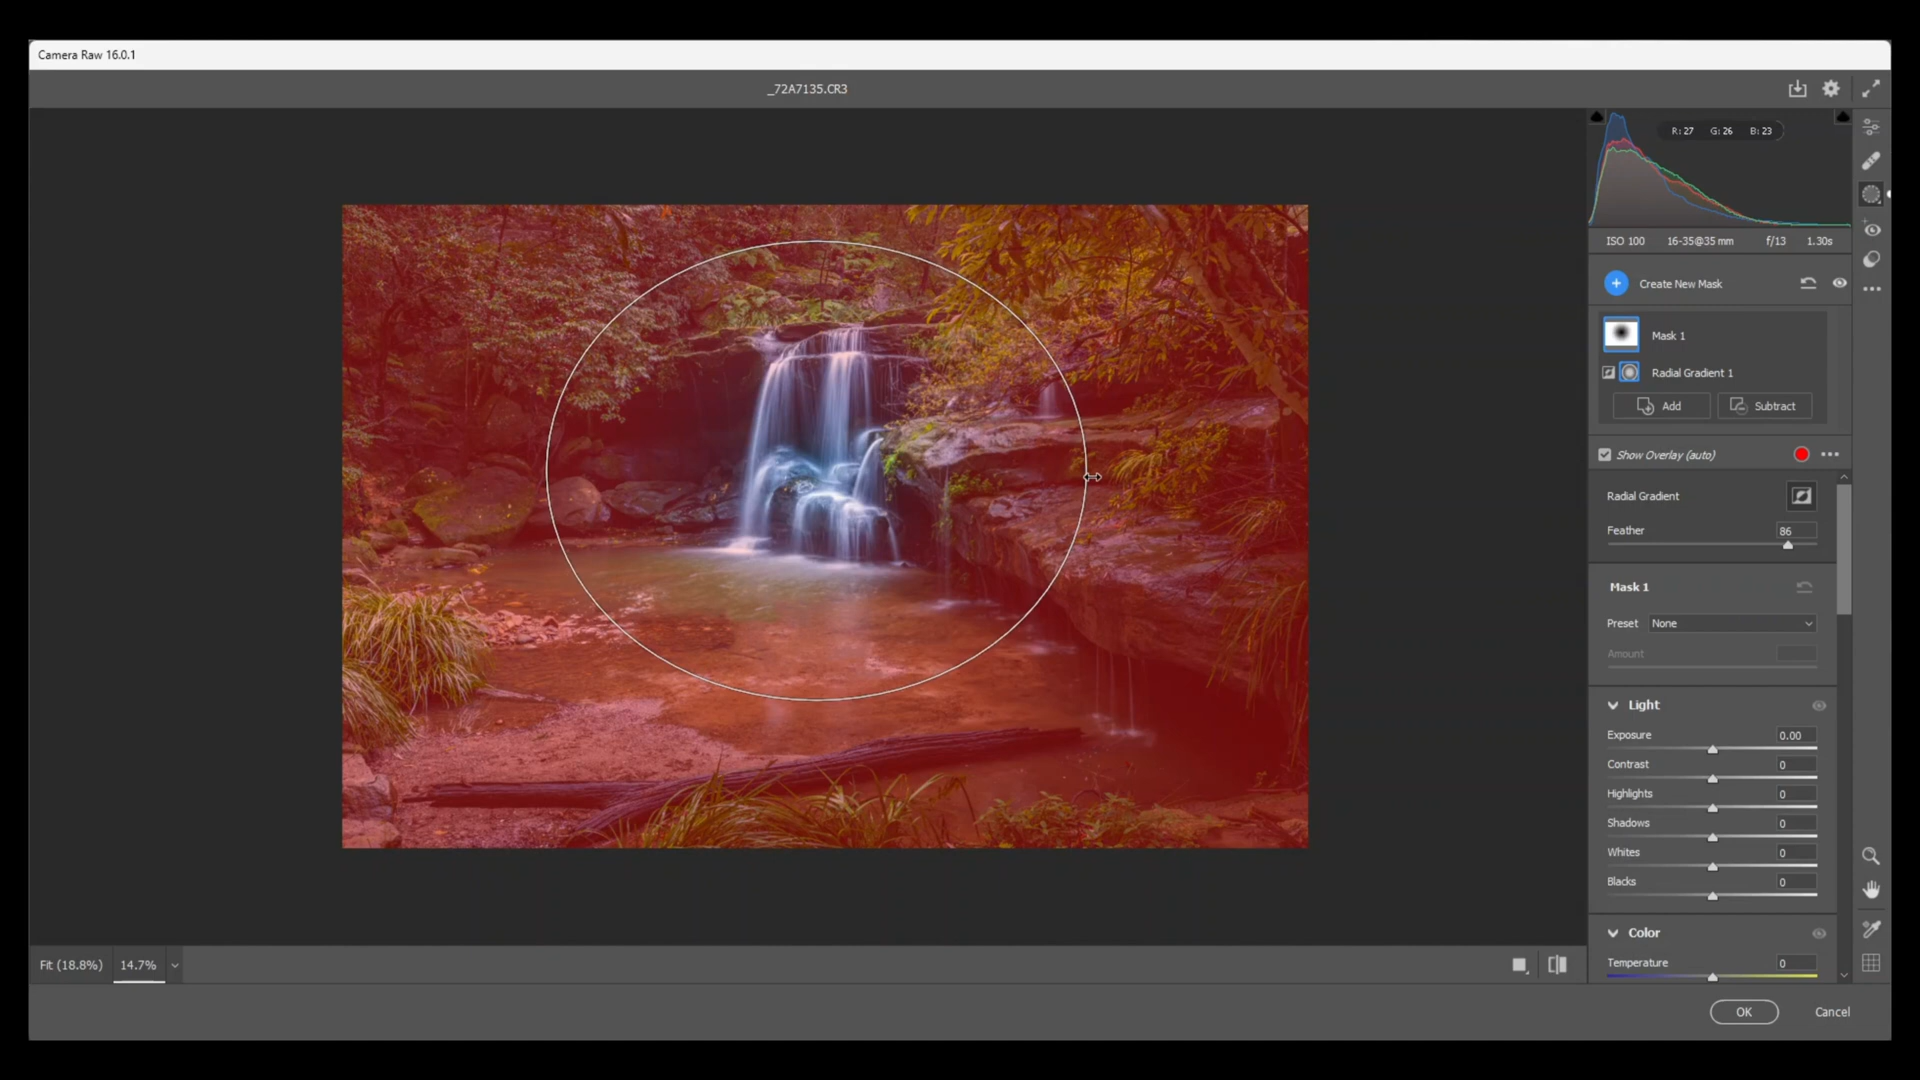 Camera Raw 16.0.1
_72A7135.CR3
R: 27 G: 26 B: 23
ISO 100 16-35@35 mm f/13 1.30s
Create New Mask
Mask 1
Radial Gradient 1
Add Subtract
Show Overlay (auto)
Radial Gradient
Feather 86
Mask 1
Preset None
Amount
Light
Exposure 0.00
Contrast 0
Highlights 0
Shadows 0
Whites 0
Blacks 0
Color
Temperature 0
Fit (18.8%) 14.7%
OK Cancel